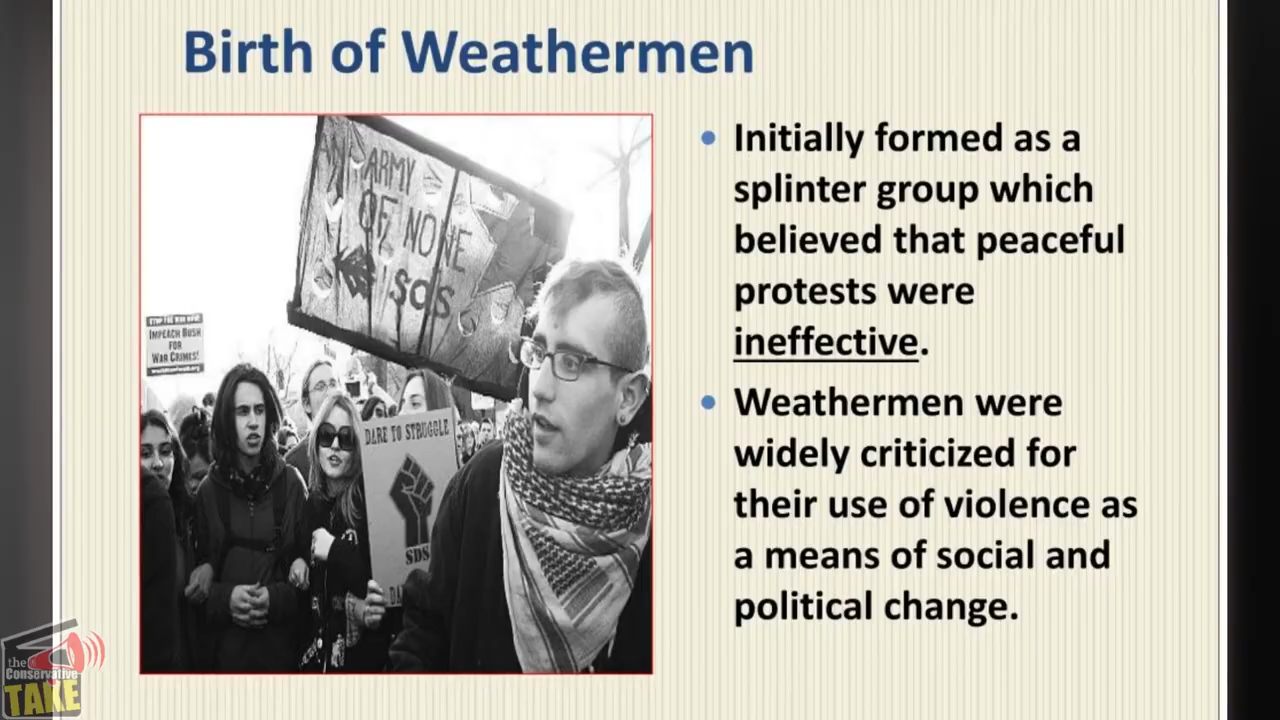 Birth of Weathermen
AN ARMY
OF NONE
SDS
STOP THE WAR NOW!
IMPEACH BUSH
FOR
WAR CRIMES!
DARE TO STRUGGLE
SDS
• Initially formed as a
splinter group which
believed that peaceful
protests were
ineffective.
• Weathermen were
widely criticized for
their use of violence as
a means of social and
political change.
the
Conservative
TAKE